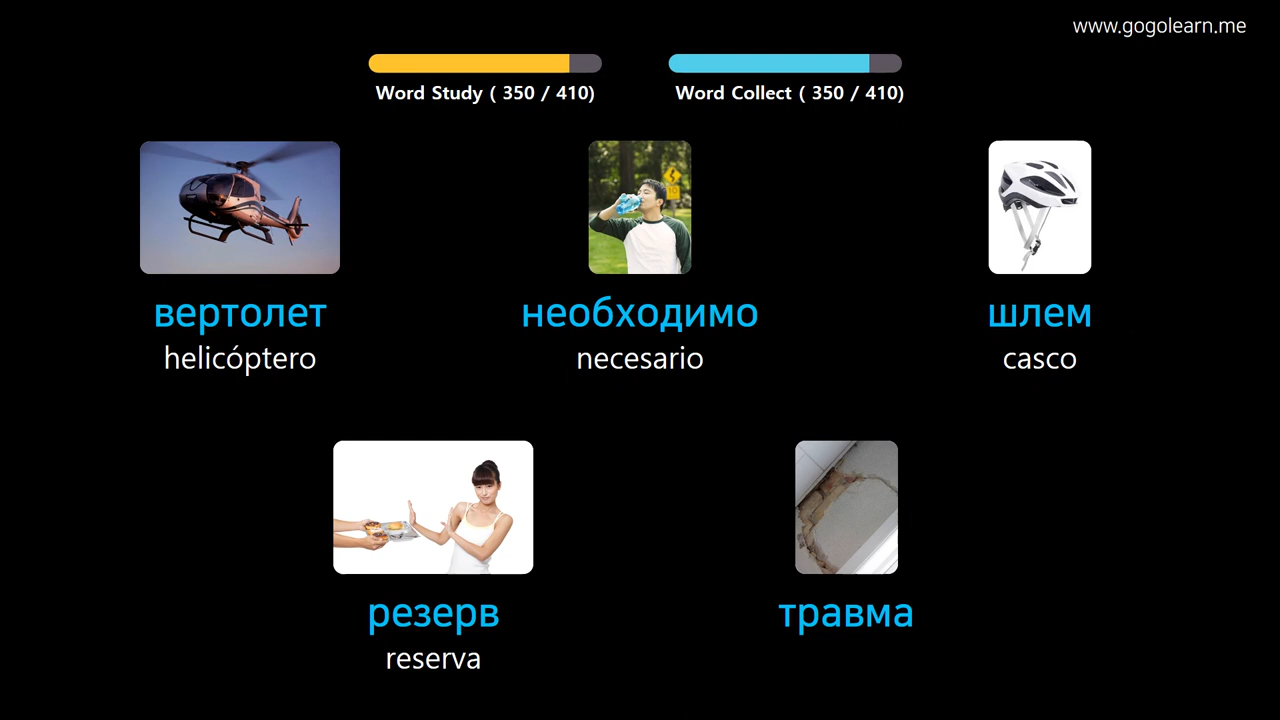 www.gogolearn.me
Word Study ( 350 / 410)
Word Collect ( 350 / 410)
вертолет
helicóptero
необходимо
necesario
шлем
casco
резерв
reserva
травма